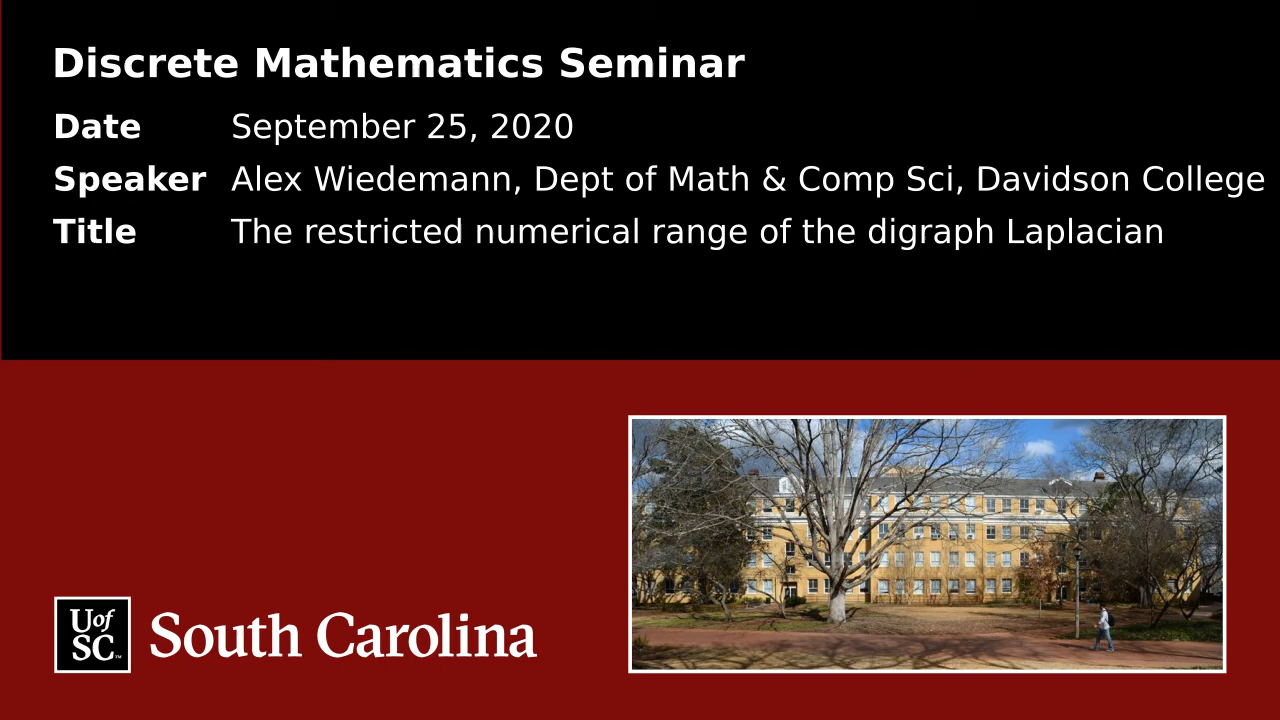 Discrete Mathematics Seminar
Date September 25, 2020
Speaker Alex Wiedemann, Dept of Math & Comp Sci, Davidson College
Title The restricted numerical range of the digraph Laplacian
UofSC™ South Carolina